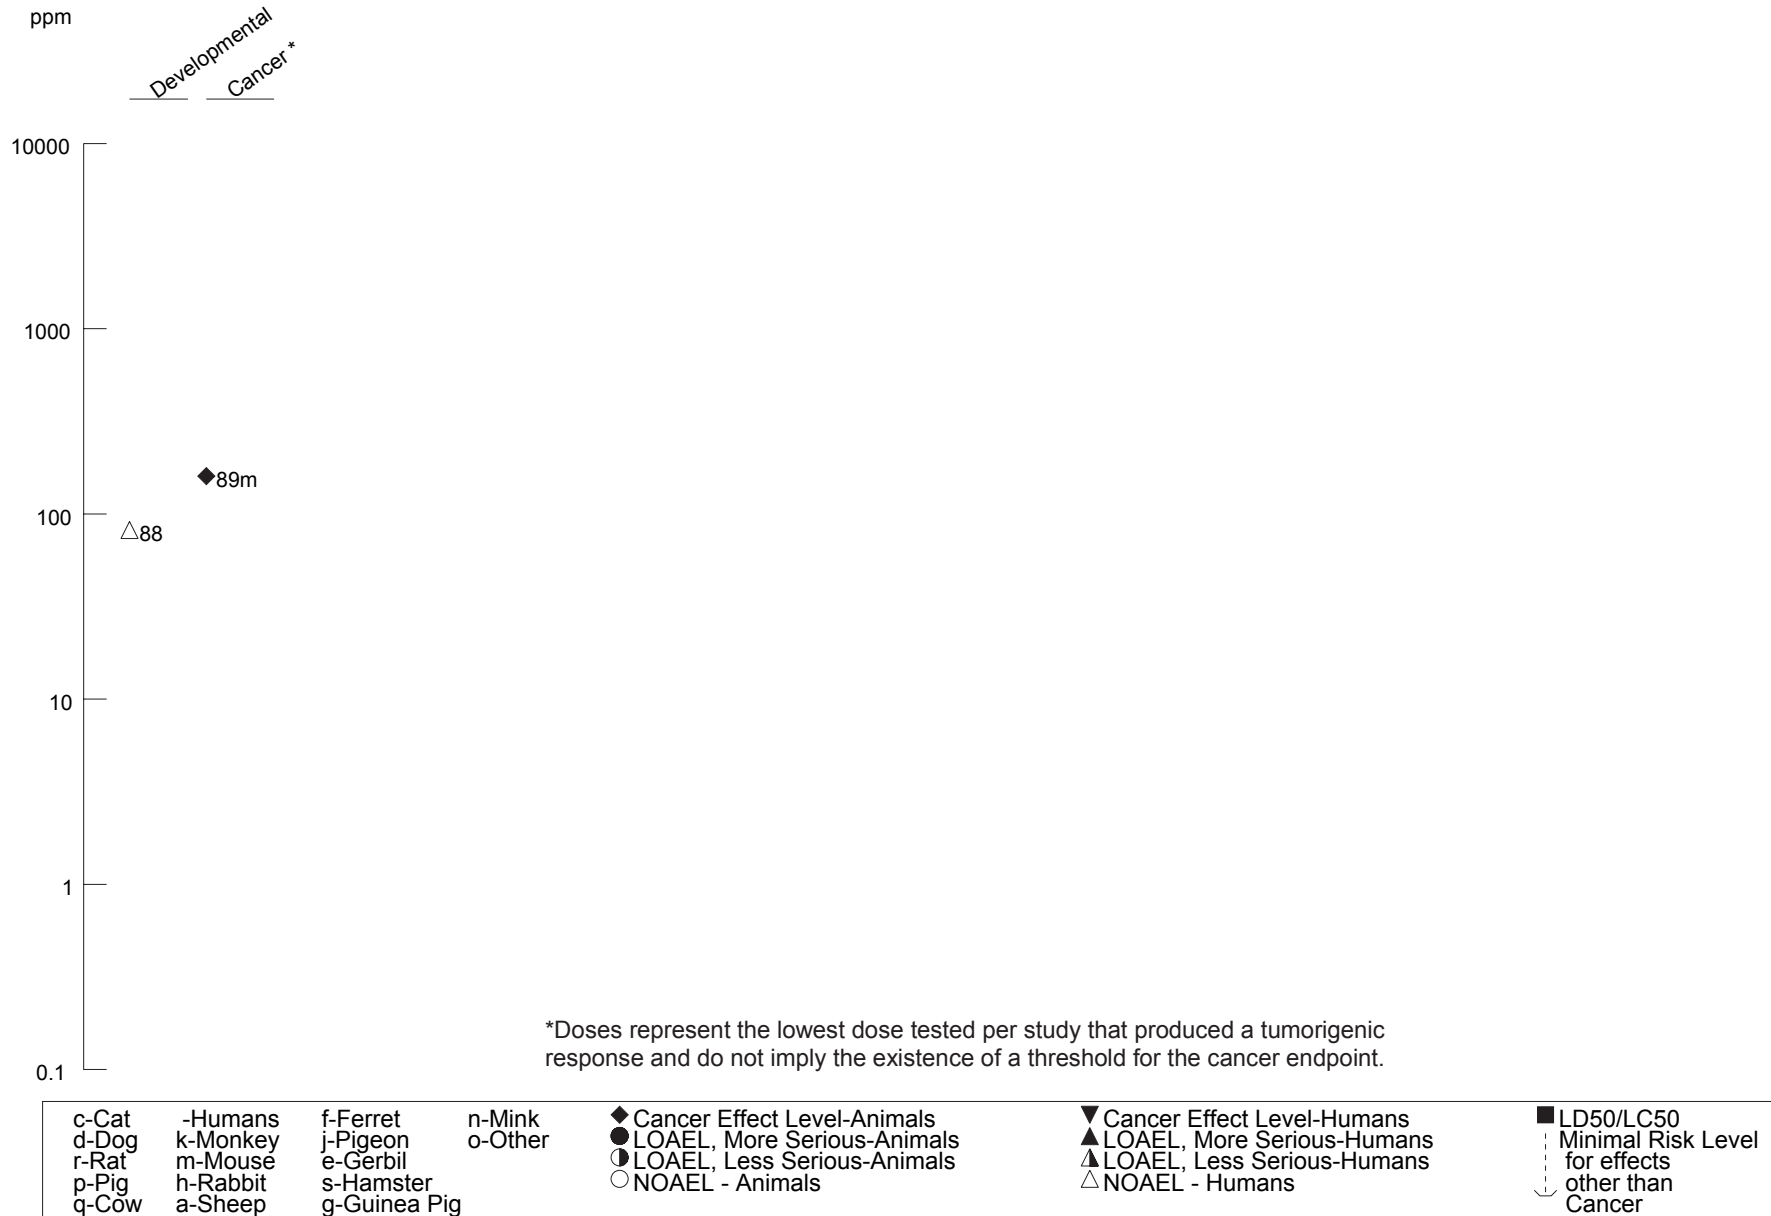 ppm
Developmental
Cancer *
10000
1000
89m
100
88
10
1
0.1
*Doses represent the lowest dose tested per study that produced a tumorigenic
response and do not imply the existence of a threshold for the cancer endpoint.
c-Cat -Humans f-Ferret n-Mink
d-Dog k-Monkey j-Pigeon o-Other
r-Rat m-Mouse e-Gerbil
p-Pig h-Rabbit s-Hamster
q-Cow a-Sheep g-Guinea Pig
Cancer Effect Level-Animals
LOAEL, More Serious-Animals
LOAEL, Less Serious-Animals
NOAEL - Animals
Cancer Effect Level-Humans
LOAEL, More Serious-Humans
LOAEL, Less Serious-Humans
NOAEL - Humans
LD50/LC50
Minimal Risk Level
for effects
other than
Cancer